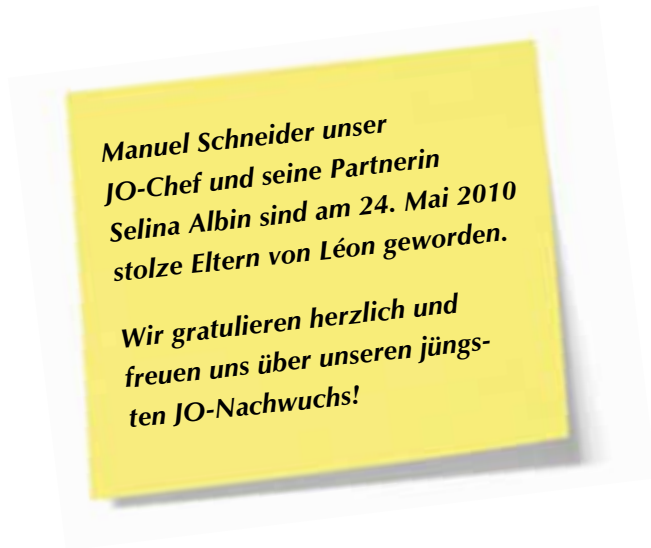 Manuel Schneider unser
JO-Chef und seine Partnerin
Selina Albin sind am 24. Mai 2010
stolze Eltern von Léon geworden.
Wir gratulieren herzlich und
freuen uns über unseren jüngs-
ten JO-Nachwuchs!